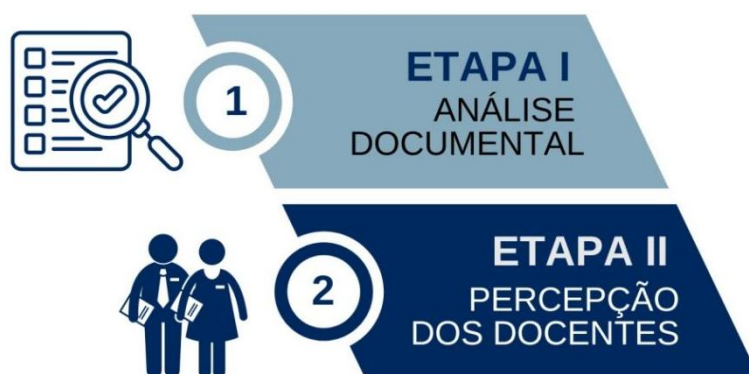 1
ETAPA I
ANÁLISE
DOCUMENTAL
2
ETAPA II
PERCEPÇÃO
DOS DOCENTES